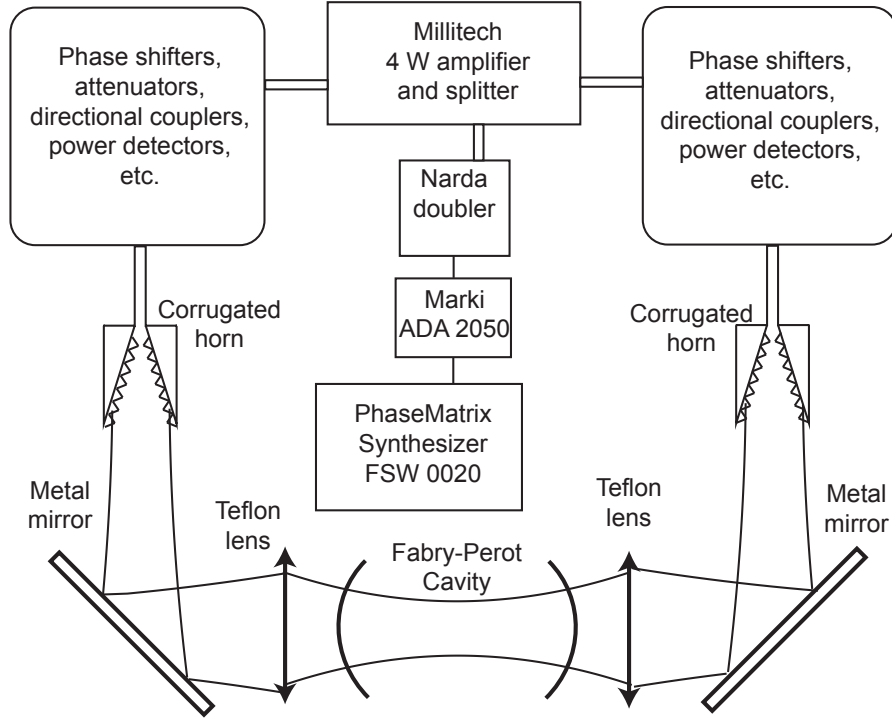 Phase shifters,
attenuators,
directional couplers,
power detectors,
etc.
Millitech
4 W amplifier
and splitter
Phase shifters,
attenuators,
directional couplers,
power detectors,
etc.
Narda
doubler
Marki
ADA 2050
PhaseMatrix
Synthesizer
FSW 0020
Corrugated
horn
Corrugated
horn
Metal
mirror
Teflon
lens
Fabry-Perot
Cavity
Teflon
lens
Metal
mirror